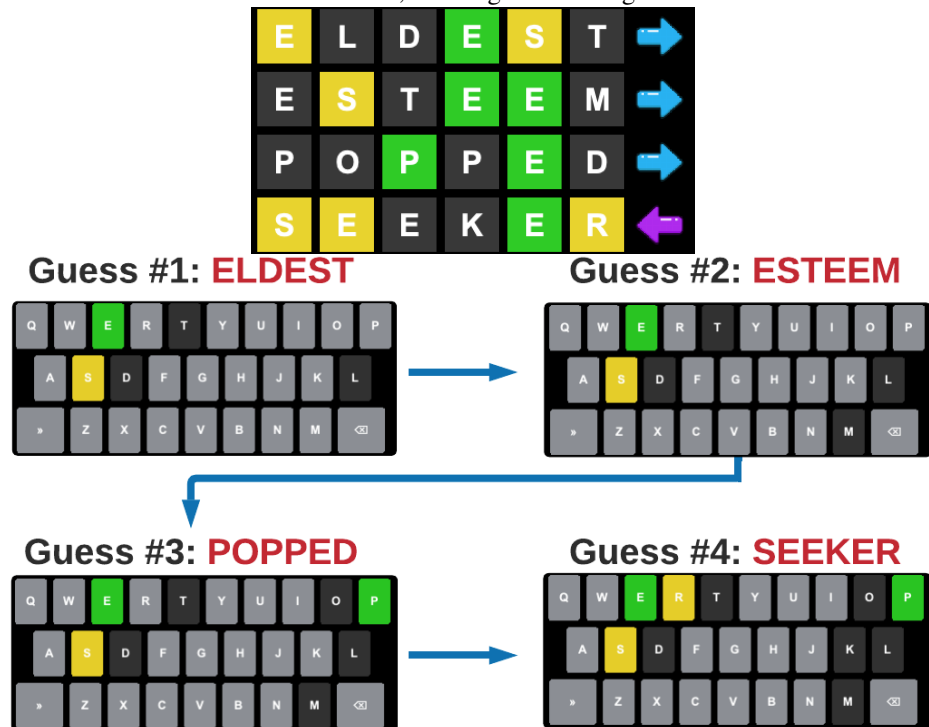 E L D E S T
E S T E E M
P O P P E D
S E E K E R
Guess #1: ELDEST
Q W E R T Y U I O P
A S D F G H J K L
» Z X C V B N M ⌫
Guess #2: ESTEEM
Q W E R T Y U I O P
A S D F G H J K L
» Z X C V B N M ⌫
Guess #3: POPPED
Q W E R T Y U I O P
A S D F G H J K L
» Z X C V B N M ⌫
Guess #4: SEEKER
Q W E R T Y U I O P
A S D F G H J K L
» Z X C V B N M ⌫